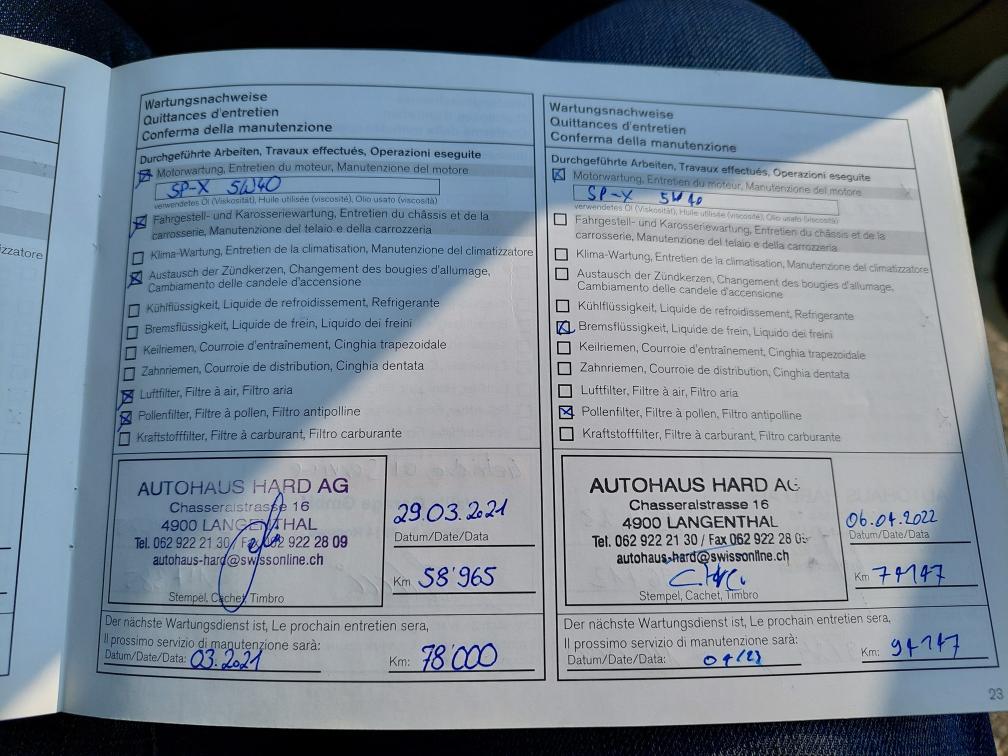 izzatore
Wartungsnachweise
Quittances d'entretien
Conferma della manutenzione
Durchgeführte Arbeiten, Travaux effectués, Operazioni eseguite
Motorwartung, Entretien du moteur, Manutenzione del motore
SP-X 5W40
verwendetes Öl (Viskosität), Huile utilisée (viscosité), Olio usato (viscosità)
Fahrgestell- und Karosseriewartung, Entretien du châssis et de la
carrosserie, Manutenzione del telaio e della carrozzeria
Klima-Wartung, Entretien de la climatisation, Manutenzione del climatizzatore
Austausch der Zündkerzen, Changement des bougies d'allumage,
Cambiamento delle candele d'accensione
Kühlflüssigkeit, Liquide de refroidissement, Refrigerante
Bremsflüssigkeit, Liquide de frein, Liquido dei freini
Keilriemen, Courroie d'entraînement, Cinghia trapezoidale
Zahnriemen, Courroie de distribution, Cinghia dentata
Luftfilter, Filtre à air, Filtro aria
Pollenfilter, Filtre à pollen, Filtro antipolline
Kraftstofffilter, Filtre à carburant, Filtro carburante
AUTOHAUS HARD AG
Chasseralstrasse 16
4900 LANGENTHAL
Tel. 062 922 21 30 / Fax 062 922 28 09
autohaus-hard@swissonline.ch
Stempel, Cachet, Timbro
29.03.2021
Datum/Date/Data
Km 58'965
Der nächste Wartungsdienst ist, Le prochain entretien sera,
Il prossimo servizio di manutenzione sarà:
Datum/Date/Data: 03.2021 Km: 78'000
Wartungsnachweise
Quittances d'entretien
Conferma della manutenzione
Durchgeführte Arbeiten, Travaux effectués, Operazioni eseguite
Motorwartung, Entretien du moteur, Manutenzione del motore
SP-X 5W40
verwendetes Öl (Viskosität), Huile utilisée (viscosité), Olio usato (viscosità)
Fahrgestell- und Karosseriewartung, Entretien du châssis et de la
carrosserie, Manutenzione del telaio e della carrozzeria
Klima-Wartung, Entretien de la climatisation, Manutenzione del climatizzatore
Austausch der Zündkerzen, Changement des bougies d'allumage,
Cambiamento delle candele d'accensione
Kühlflüssigkeit, Liquide de refroidissement, Refrigerante
Bremsflüssigkeit, Liquide de frein, Liquido dei freini
Keilriemen, Courroie d'entraînement, Cinghia trapezoidale
Zahnriemen, Courroie de distribution, Cinghia dentata
Luftfilter, Filtre à air, Filtro aria
Pollenfilter, Filtre à pollen, Filtro antipolline
Kraftstofffilter, Filtre à carburant, Filtro carburante
AUTOHAUS HARD AG
Chasseralstrasse 16
4900 LANGENTHAL
Tel. 062 922 21 30 / Fax 062 922 28 09
autohaus-hard@swissonline.ch
Stempel, Cachet, Timbro
06.04.2022
Datum/Date/Data
Km 74147
Der nächste Wartungsdienst ist, Le prochain entretien sera,
Il prossimo servizio di manutenzione sarà:
Datum/Date/Data: 04/23 Km: 94147
23